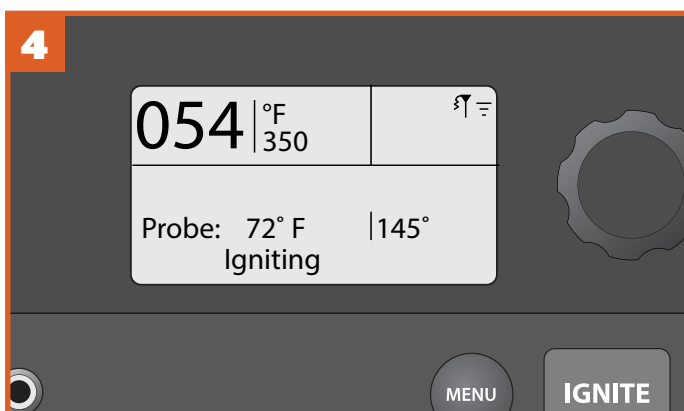 4
054 °F
350
Probe: 72° F 145°
Igniting
MENU
IGNITE